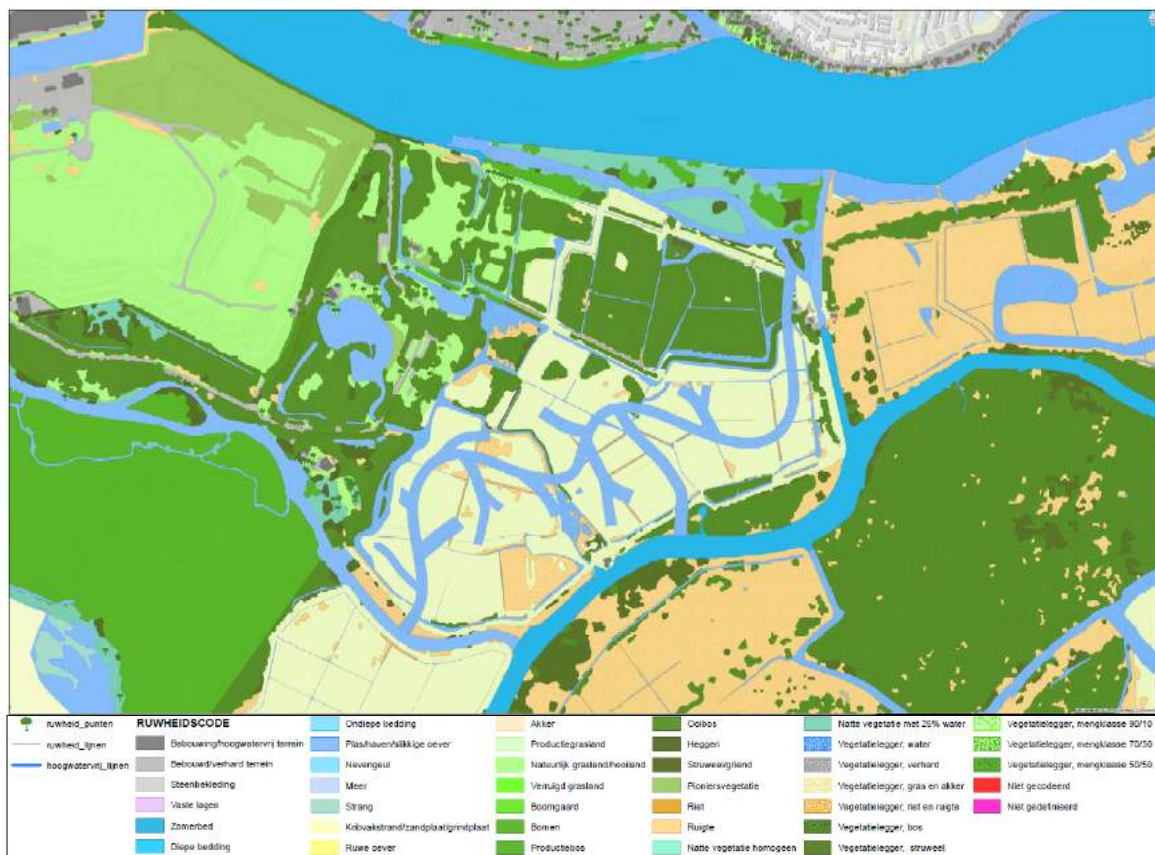 ruwheid_punten
ruwheid_lijnen
hoogwatervrij_lijnen
RUWHEIDSCODE
Bebouwing/hoogwatervrij terrein
Bebouwd/verhard terrein
Steenbekleding
Vaste lagen
Zomerbed
Diepe bedding
Ondiepe bedding
Plas/haven/slikkige oever
Nevengeul
Meer
Strang
Kribvakstrand/zandplaat/grindplaat
Ruwe oever
Akker
Productiegrasland
Natuurlijk grasland/hooiland
Verruigd grasland
Boomgaard
Bomen
Productiebos
Ooibos
Heggen
Struweel/griend
Pioniersvegetatie
Riet
Ruigte
Natte vegetatie homogeen
Natte vegetatie met 25% water
Vegetatielegger, water
Vegetatielegger, verhard
Vegetatielegger, gras en akker
Vegetatielegger, riet en ruigte
Vegetatielegger, bos
Vegetatielegger, struweel
Vegetatielegger, mengklasse 90/10
Vegetatielegger, mengklasse 70/30
Vegetatielegger, mengklasse 50/50
Niet gecodeerd
Niet gedefinieerd